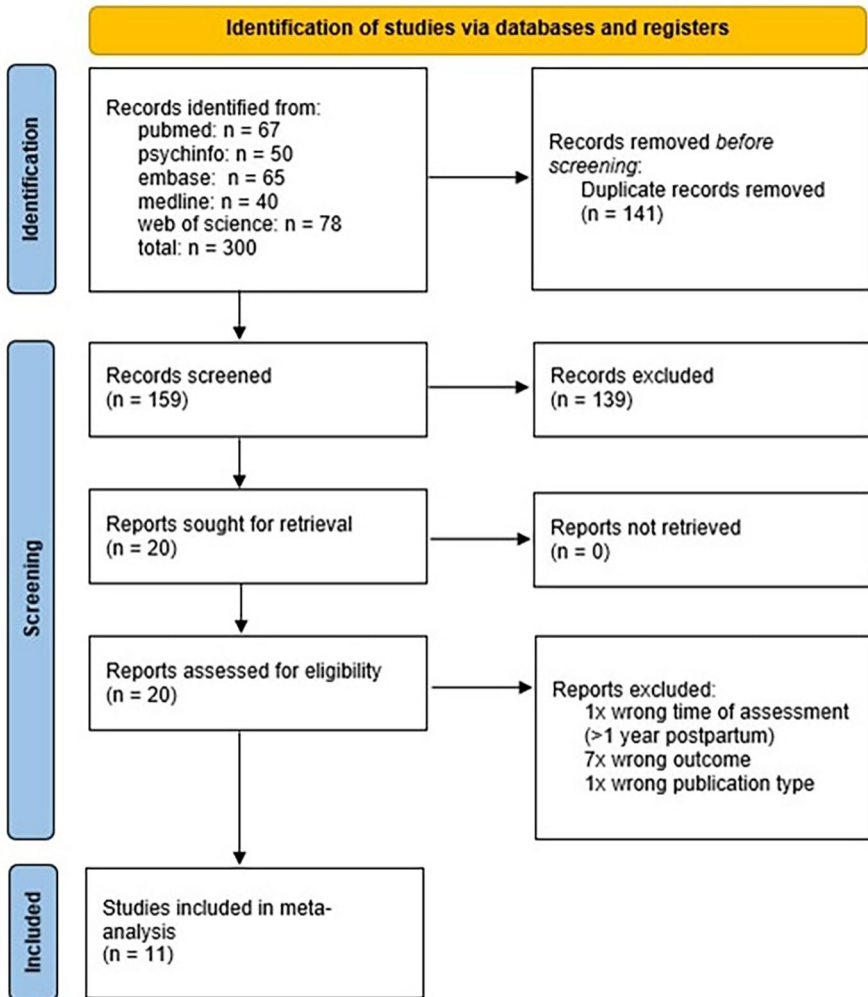 Identification of studies via databases and registers
Identification
Records identified from:
pubmed: n = 67
psychinfo: n = 50
embase: n = 65
medline: n = 40
web of science: n = 78
total: n = 300
Records removed before
screening:
Duplicate records removed
(n = 141)
Screening
Records screened
(n = 159)
Records excluded
(n = 139)
Reports sought for retrieval
(n = 20)
Reports not retrieved
(n = 0)
Reports assessed for eligibility
(n = 20)
Reports excluded:
1x wrong time of assessment
(>1 year postpartum)
7x wrong outcome
1x wrong publication type
Included
Studies included in meta-
analysis
(n = 11)